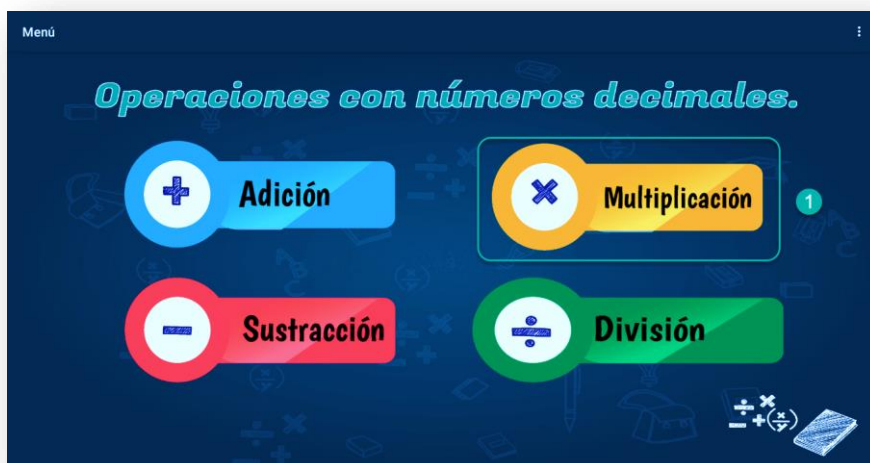 Menú
Operaciones con números decimales.
Adición
Multiplicación
1
Sustracción
División